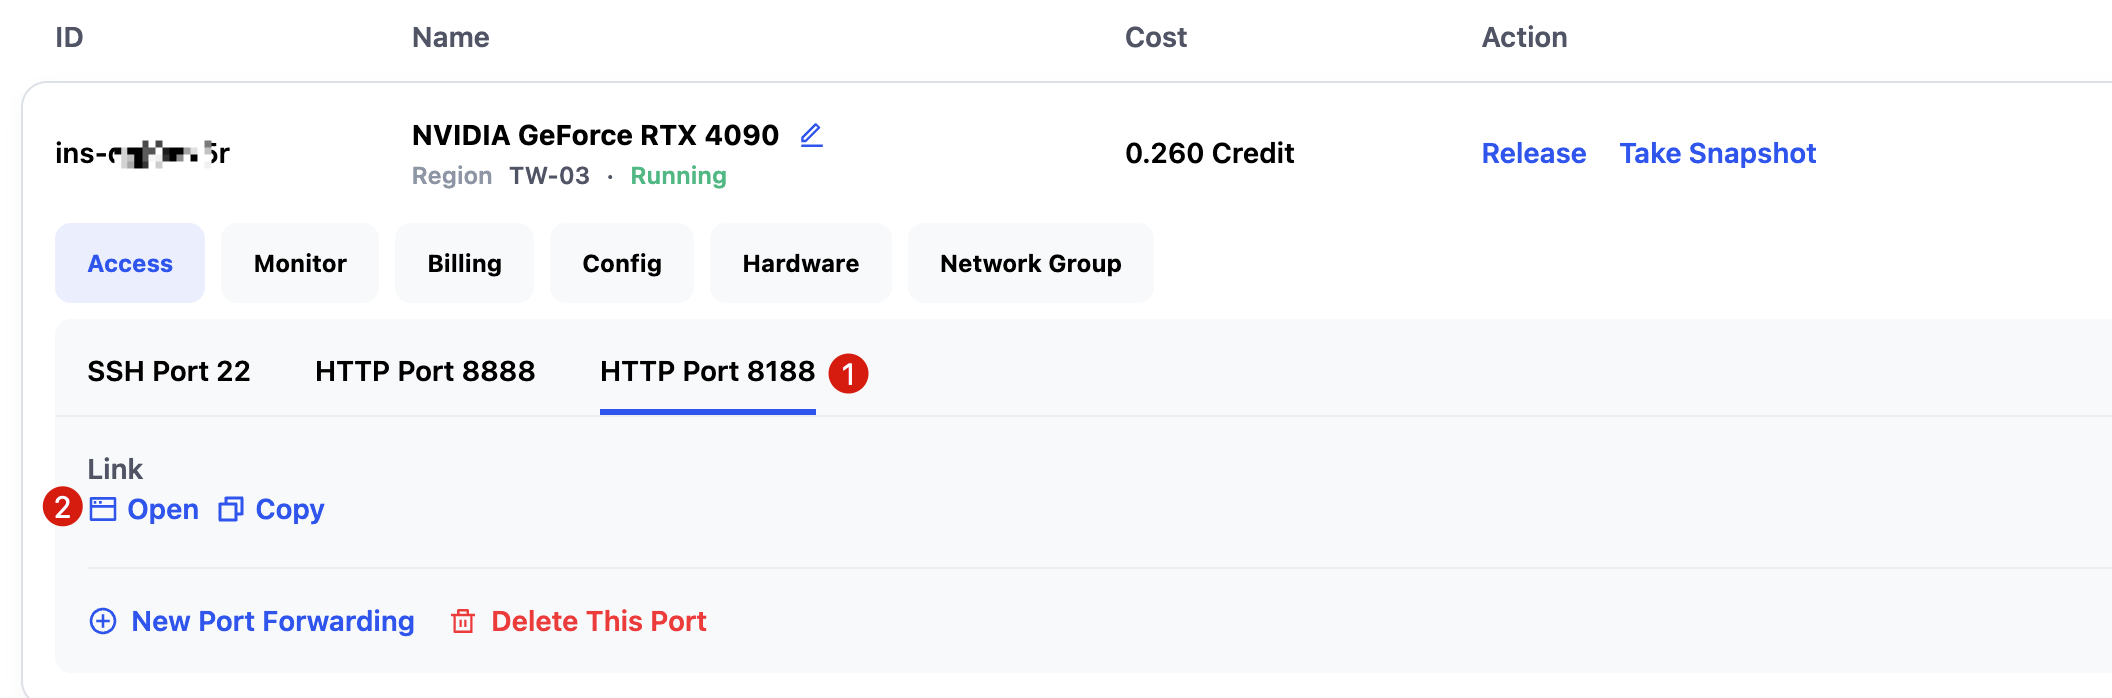 ID Name Cost Action
NVIDIA GeForce RTX 4090
0.260 Credit Release Take Snapshot
Region TW-03 · Running
Access Monitor Billing Config Hardware Network Group
SSH Port 22 HTTP Port 8888 HTTP Port 8188 1
Link
2 Open Copy
New Port Forwarding Delete This Port